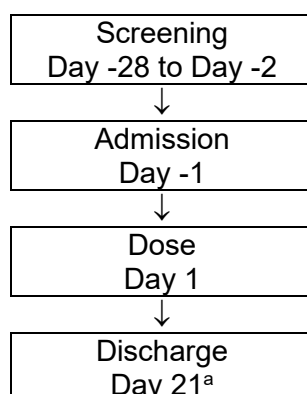 Screening
Day -28 to Day -2
↓
Admission
Day -1
↓
Dose
Day 1
↓
Discharge
Day 21ᵃ